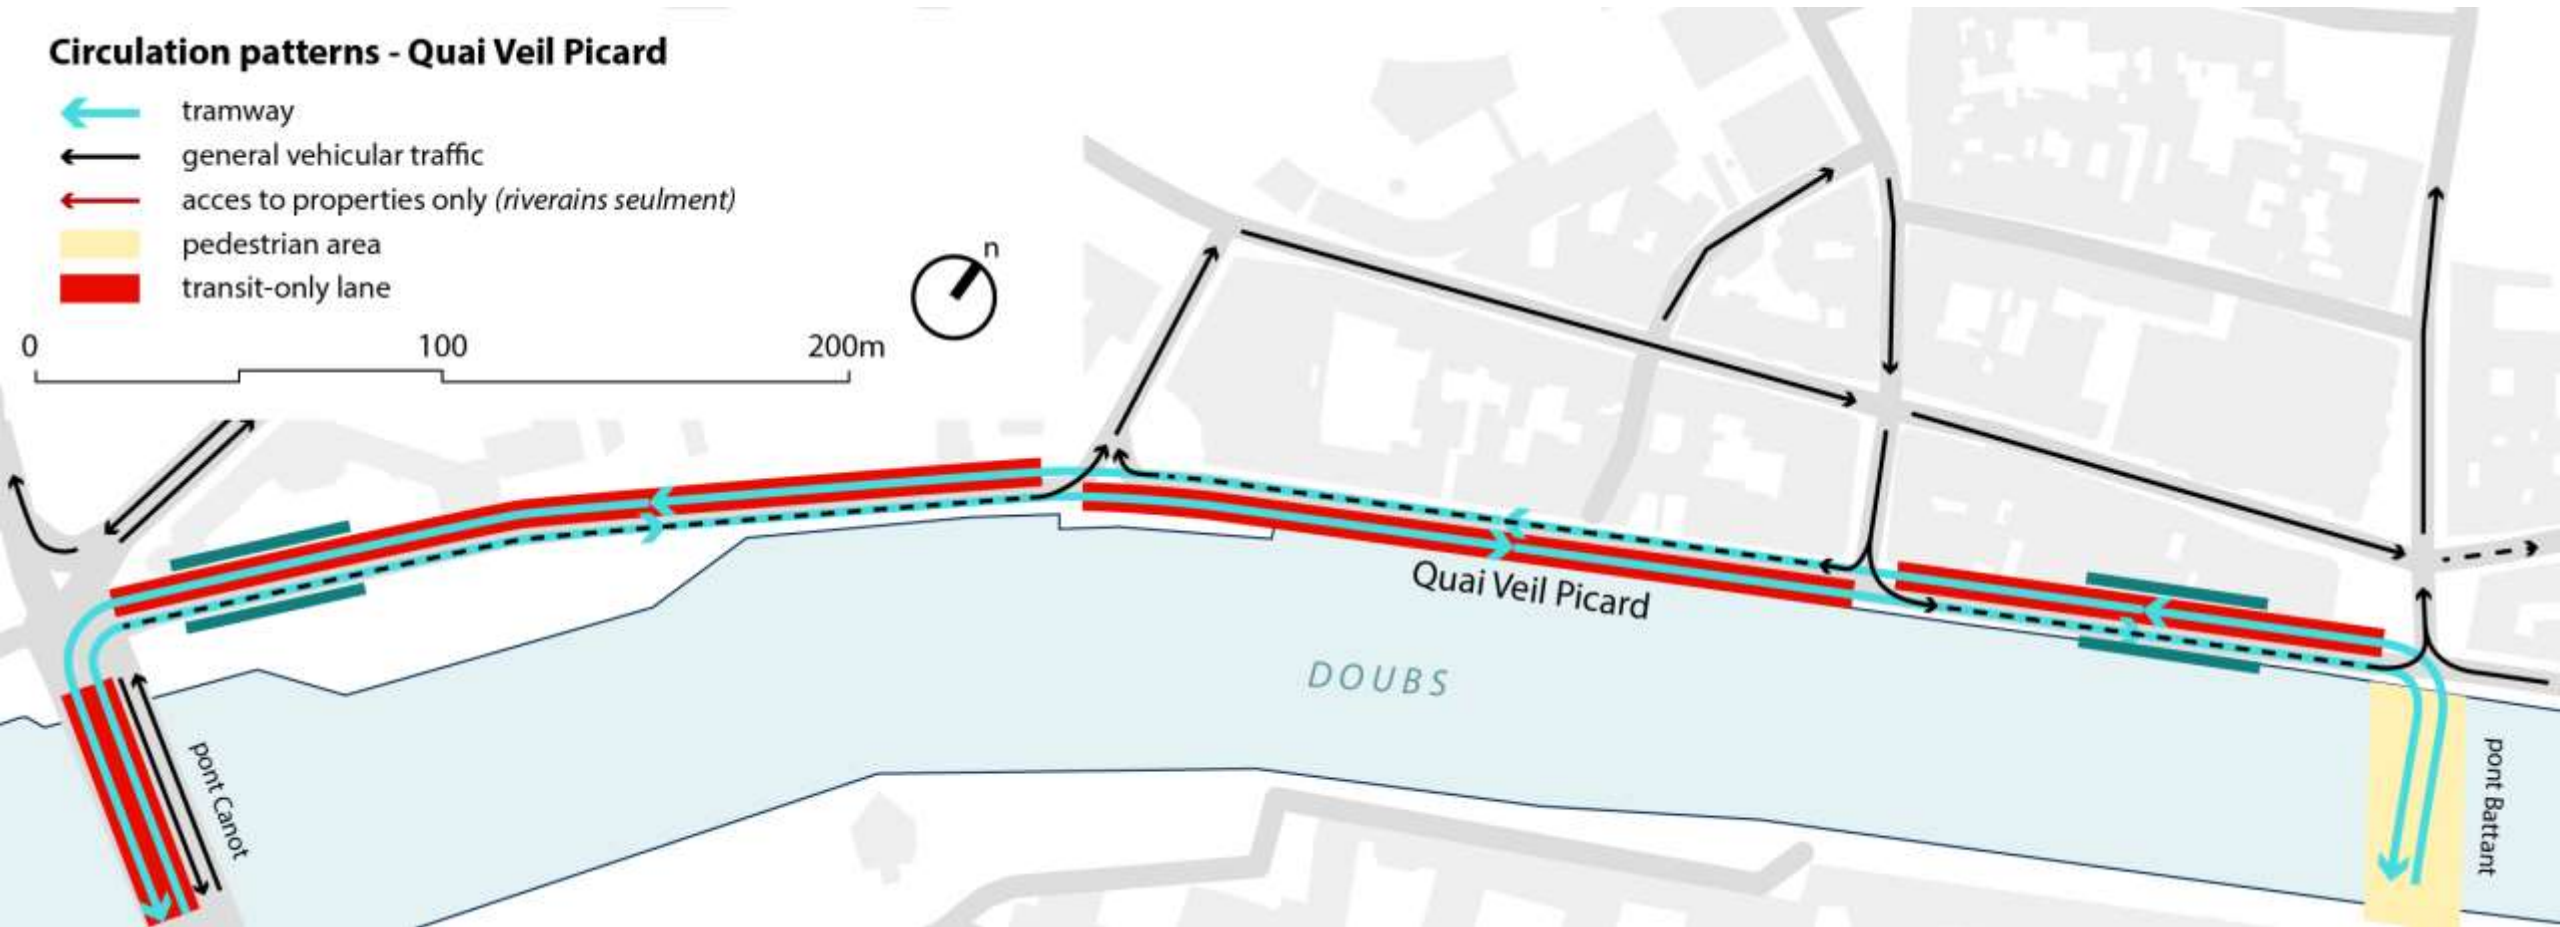 Circulation patterns - Quai Veil Picard
tramway
general vehicular traffic
acces to properties only (riverains seulment)
pedestrian area
transit-only lane
n
0 100 200m
Quai Veil Picard
DOUBS
pont Canot
pont Battant